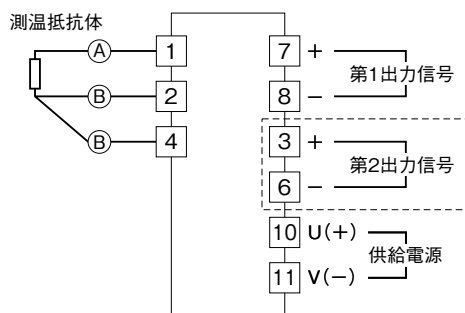 測温抵抗体
A 1 7 +
第1出力信号
B 2 8 −
B 4 3 +
第2出力信号
6 −
10 U(+)
供給電源
11 V(−)